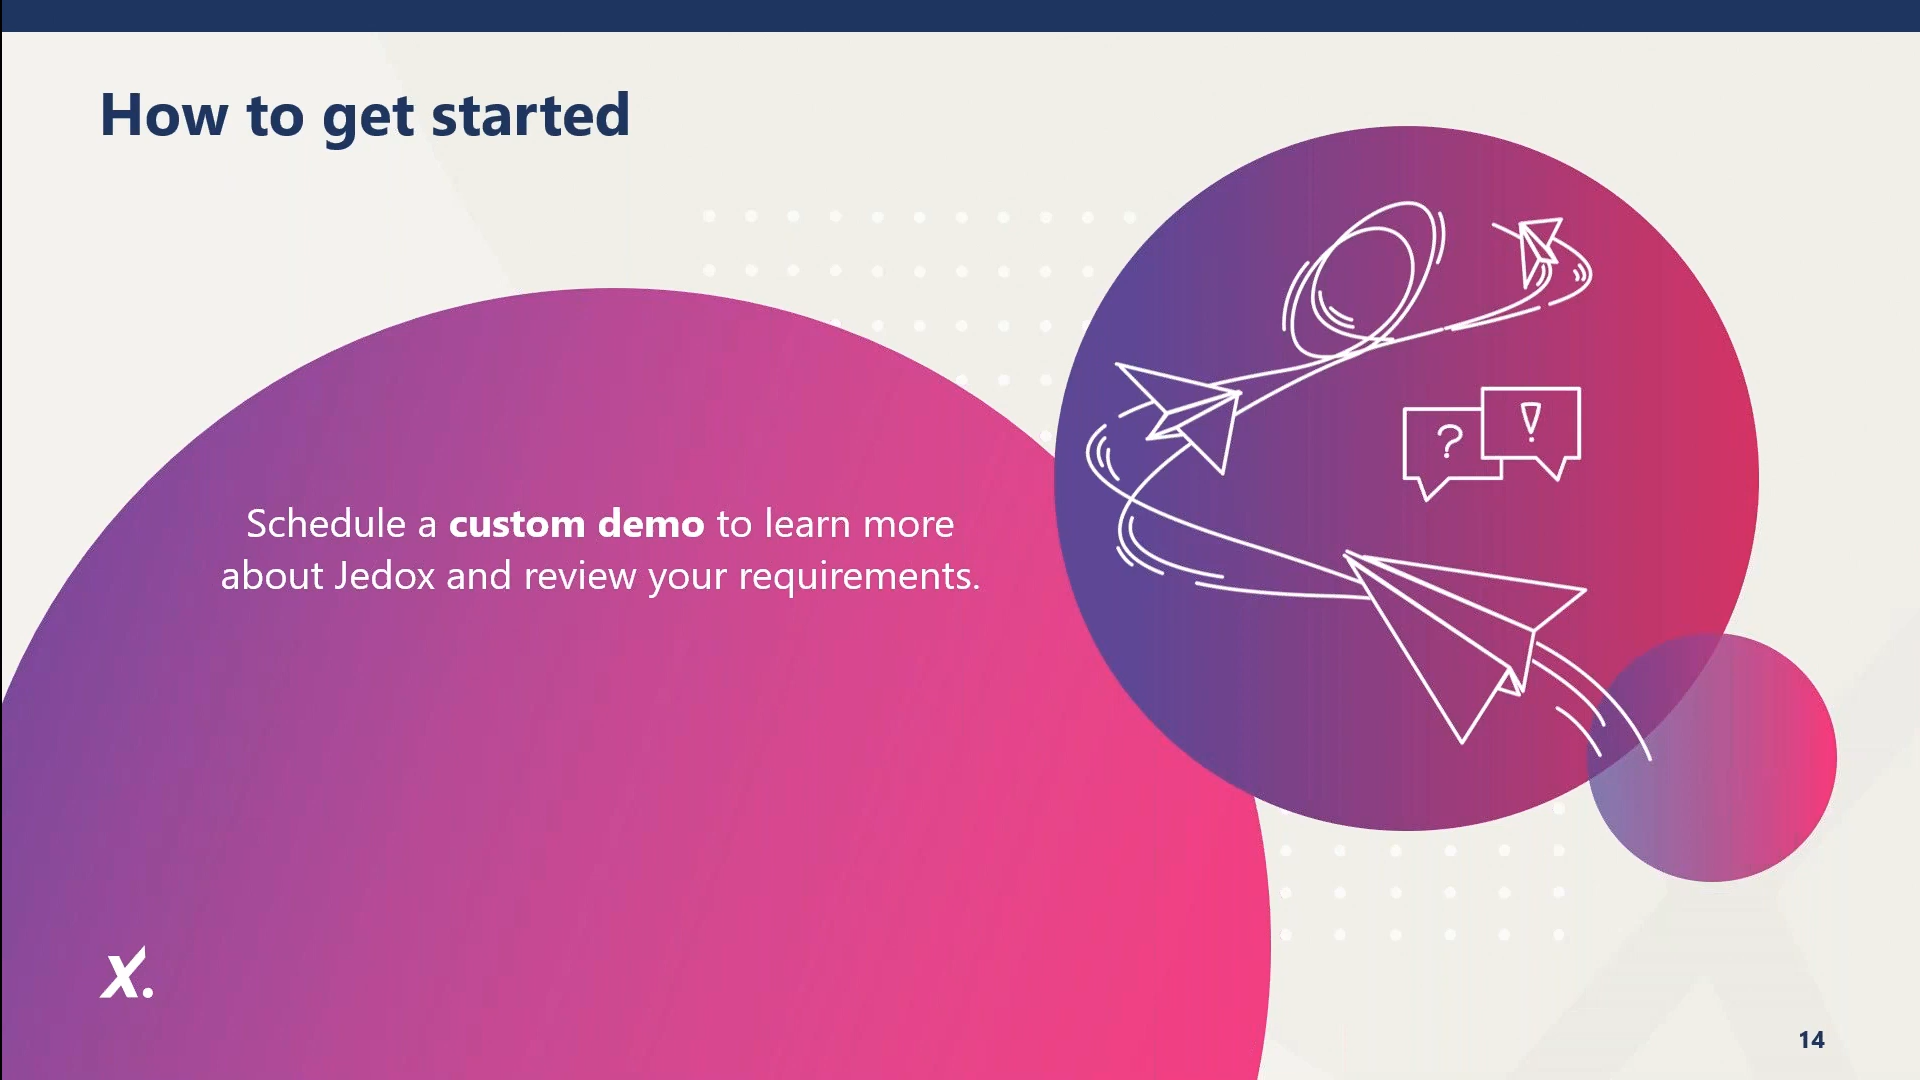 How to get started
Schedule a custom demo to learn more
about Jedox and review your requirements.
?
!
x.
14